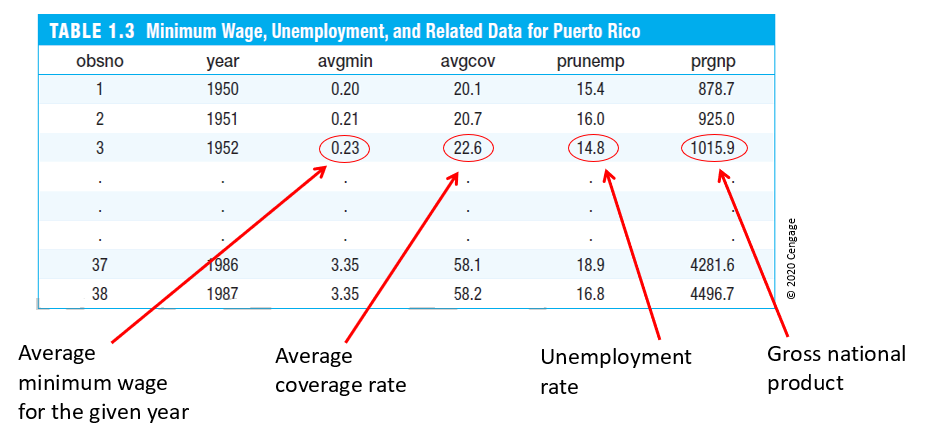 TABLE 1.3 Minimum Wage, Unemployment, and Related Data for Puerto Rico
obsno year avgmin avgcov prunemp prgnp
1 1950 0.20 20.1 15.4 878.7
2 1951 0.21 20.7 16.0 925.0
3 1952 0.23 22.6 14.8 1015.9
. . . . . .
. . . . . .
. . . . . .
37 1986 3.35 58.1 18.9 4281.6
38 1987 3.35 58.2 16.8 4496.7
© 2020 Cengage
Average
minimum wage
for the given year
Average
coverage rate
Unemployment
rate
Gross national
product